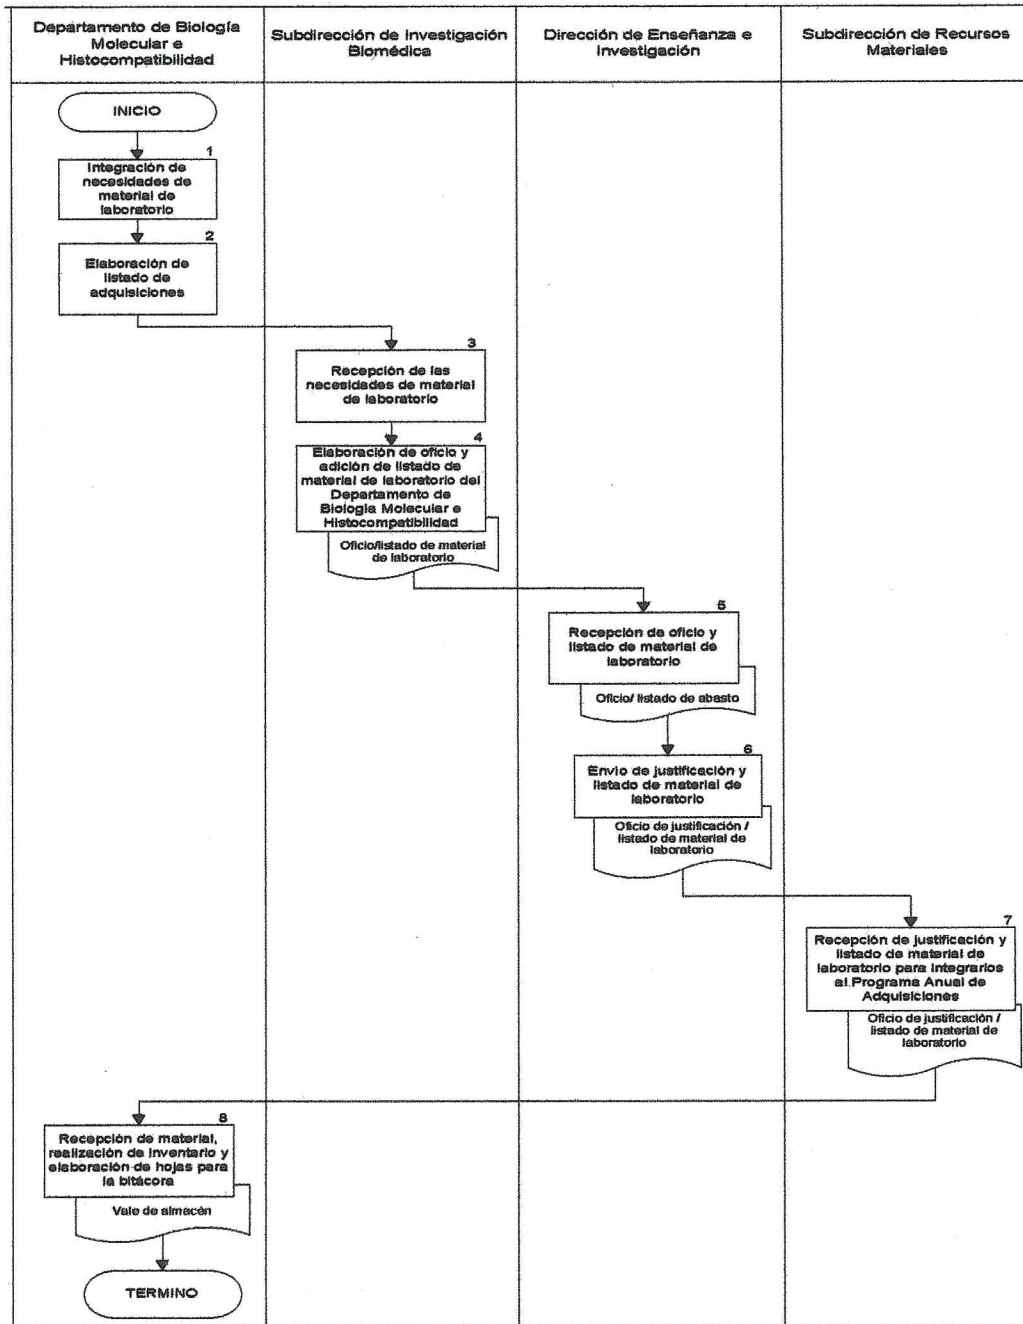 Departamento de Biología
Molecular e
Histocompatibilidad
Subdirección de Investigación
Biomédica
Dirección de Enseñanza e
Investigación
Subdirección de Recursos
Materiales
INICIO
1
Integración de
necesidades de
material de
laboratorio
2
Elaboración de
listado de
adquisiciones
3
Recepción de las
necesidades de material
de laboratorio
4
Elaboración de oficio y
adición de listado de
material de laboratorio del
Departamento de
Biología Molecular e
Histocompatibilidad
Oficio/listado de material
de laboratorio
5
Recepción de oficio y
listado de material de
laboratorio
Oficio/ listado de abasto
6
Envío de justificación y
listado de material de
laboratorio
Oficio de justificación /
listado de material de
laboratorio
7
Recepción de justificación y
listado de material de
laboratorio para integrarlos
al Programa Anual de
Adquisiciones
Oficio de justificación /
listado de material de
laboratorio
8
Recepción de material,
realización de inventario y
elaboración de hojas para
la bitácora
Vale de almacén
TERMINO